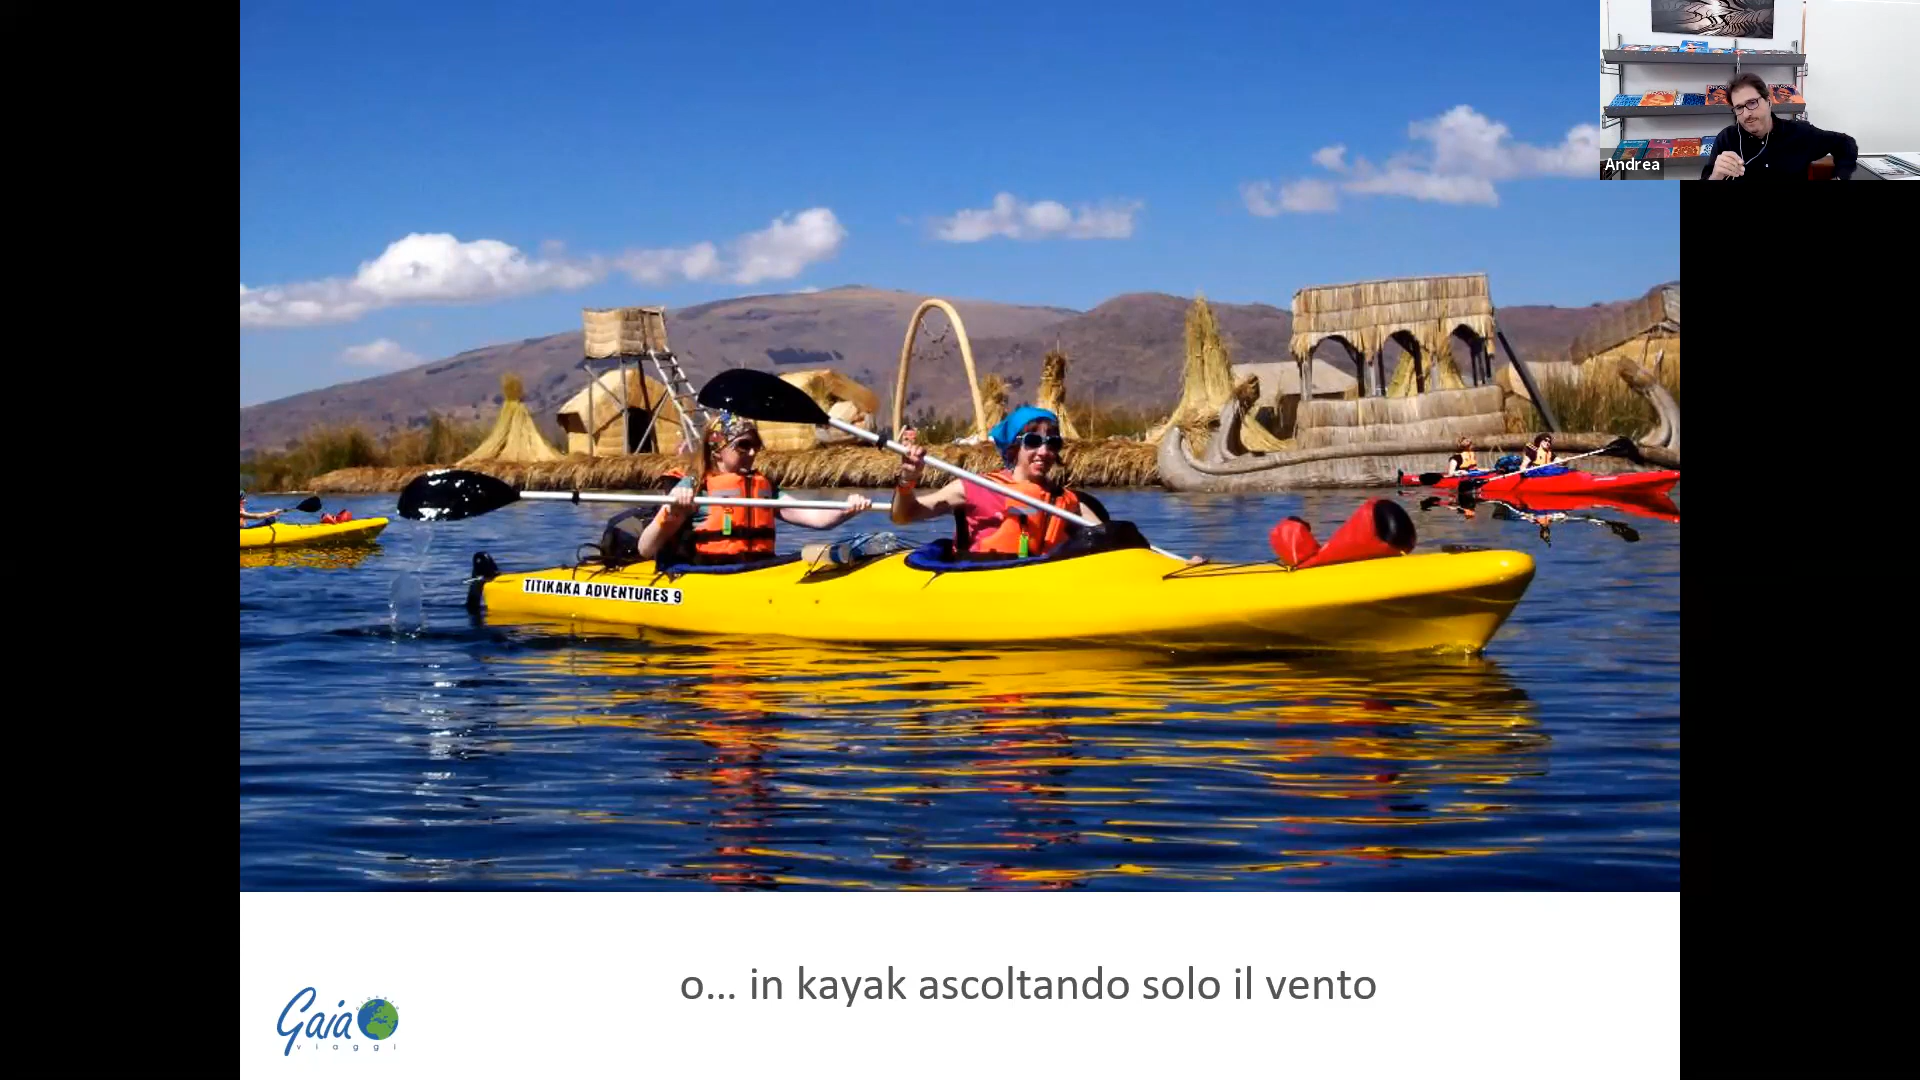 Andrea
TITIKAKA ADVENTURES 9
o... in kayak ascoltando solo il vento
Gaia
viaggi